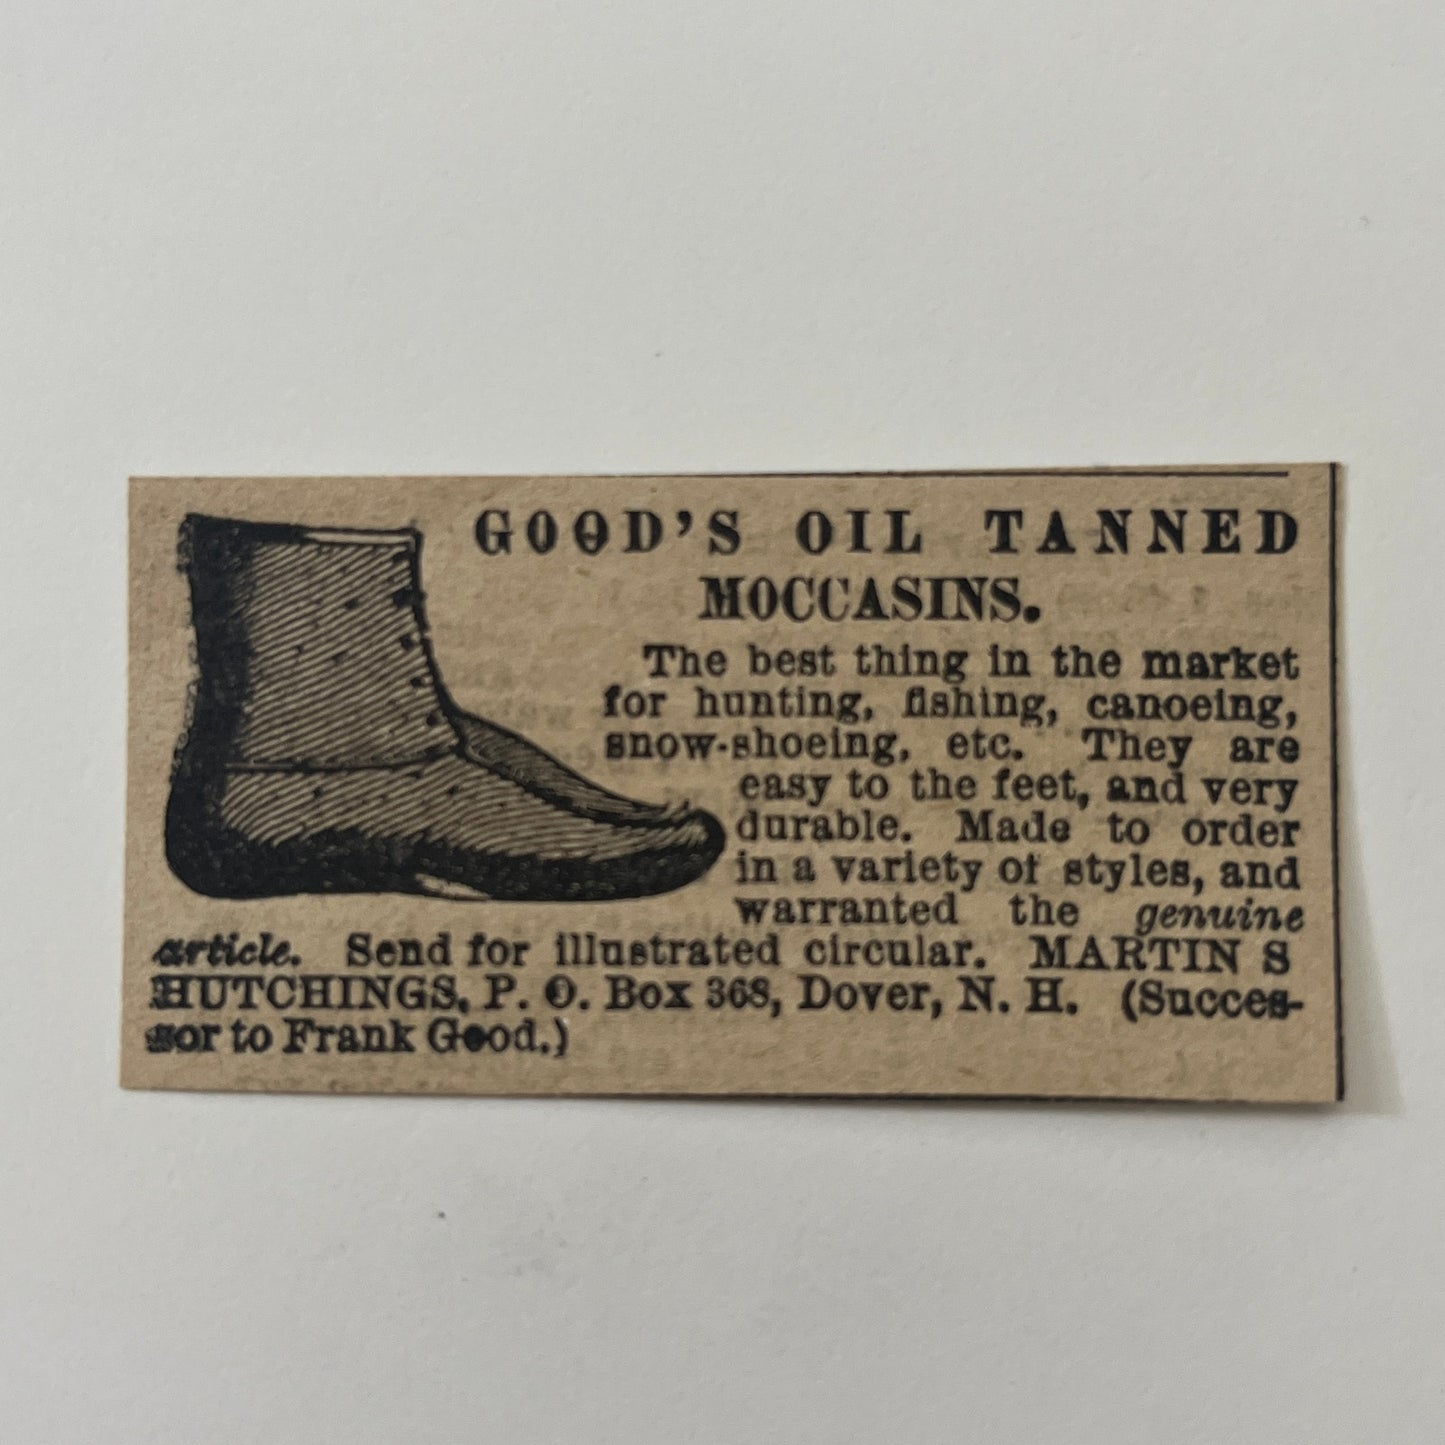 GOOD'S OIL TANNED
MOCCASINS.
The best thing in the market
for hunting, fishing, canoeing,
snow-shoeing, etc. They are
easy to the feet, and very
durable. Made to order
in a variety of styles, and
warranted the genuine
article. Send for illustrated circular. MARTIN S
HUTCHINGS, P. O. Box 368, Dover, N. H. (Succes-
sor to Frank Good.)